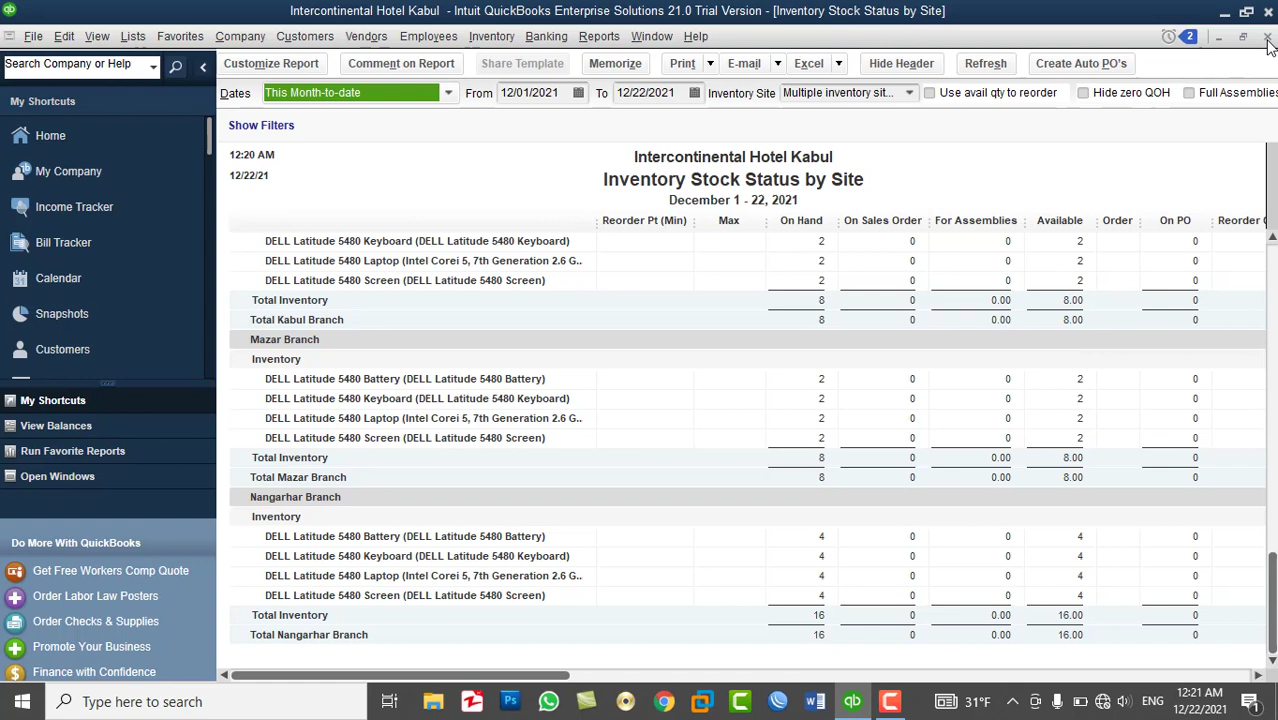 Intercontinental Hotel Kabul - Intuit QuickBooks Enterprise Solutions 21.0 Trial Version - [Inventory Stock Status by Site]
File Edit View Lists Favorites Company Customers Vendors Employees Inventory Banking Reports Window Help 2
Search Company or Help
Customize Report Comment on Report Share Template Memorize Print E-mail Excel Hide Header Refresh Create Auto PO's
Dates This Month-to-date From 12/01/2021 To 12/22/2021 Inventory Site Multiple inventory sit... Use avail qty to reorder Hide zero QOH Full Assemblies
Show Filters
My Shortcuts
Home
My Company
Income Tracker
Bill Tracker
Calendar
Snapshots
Customers
My Shortcuts
View Balances
Run Favorite Reports
Open Windows
Do More With QuickBooks
Get Free Workers Comp Quote
Order Labor Law Posters
Order Checks & Supplies
Promote Your Business
Finance with Confidence
12:20 AM
12/22/21
Intercontinental Hotel Kabul
Inventory Stock Status by Site
December 1 - 22, 2021
Reorder Pt (Min) Max On Hand On Sales Order For Assemblies Available Order On PO Reorder
DELL Latitude 5480 Keyboard (DELL Latitude 5480 Keyboard) 2 0 0 2 0
DELL Latitude 5480 Laptop (Intel Corei 5, 7th Generation 2.6 G.. 2 0 0 2 0
DELL Latitude 5480 Screen (DELL Latitude 5480 Screen) 2 0 0 2 0
Total Inventory 8 0 0.00 8.00 0
Total Kabul Branch 8 0 0.00 8.00 0
Mazar Branch
Inventory
DELL Latitude 5480 Battery (DELL Latitude 5480 Battery) 2 0 0 2 0
DELL Latitude 5480 Keyboard (DELL Latitude 5480 Keyboard) 2 0 0 2 0
DELL Latitude 5480 Laptop (Intel Corei 5, 7th Generation 2.6 G.. 2 0 0 2 0
DELL Latitude 5480 Screen (DELL Latitude 5480 Screen) 2 0 0 2 0
Total Inventory 8 0 0.00 8.00 0
Total Mazar Branch 8 0 0.00 8.00 0
Nangarhar Branch
Inventory
DELL Latitude 5480 Battery (DELL Latitude 5480 Battery) 4 0 0 4 0
DELL Latitude 5480 Keyboard (DELL Latitude 5480 Keyboard) 4 0 0 4 0
DELL Latitude 5480 Laptop (Intel Corei 5, 7th Generation 2.6 G.. 4 0 0 4 0
DELL Latitude 5480 Screen (DELL Latitude 5480 Screen) 4 0 0 4 0
Total Inventory 16 0 0.00 16.00 0
Total Nangarhar Branch 16 0 0.00 16.00 0
Type here to search 31°F ENG 12:21 AM
12/22/2021 1